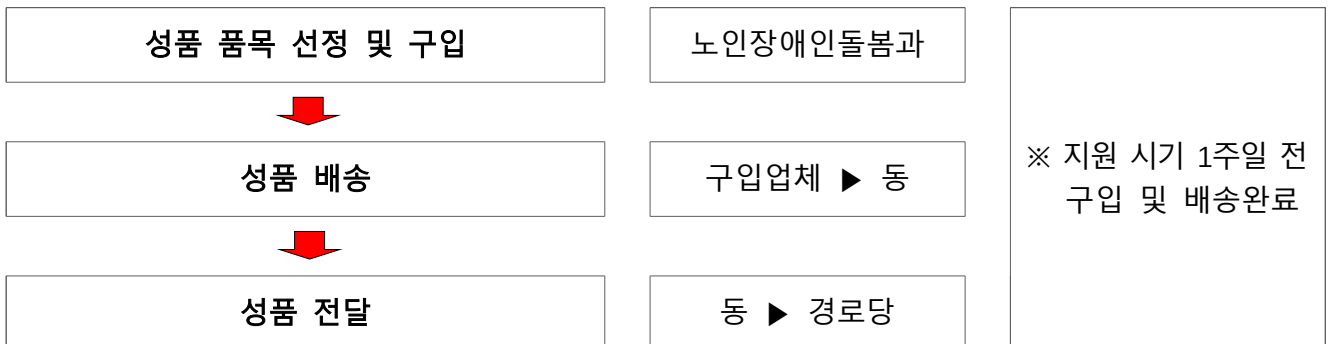 성품 품목 선정 및 구입
노인장애인돌봄과
성품 배송
구입업체 ▶ 동
※ 지원 시기 1주일 전
구입 및 배송완료
성품 전달
동 ▶ 경로당